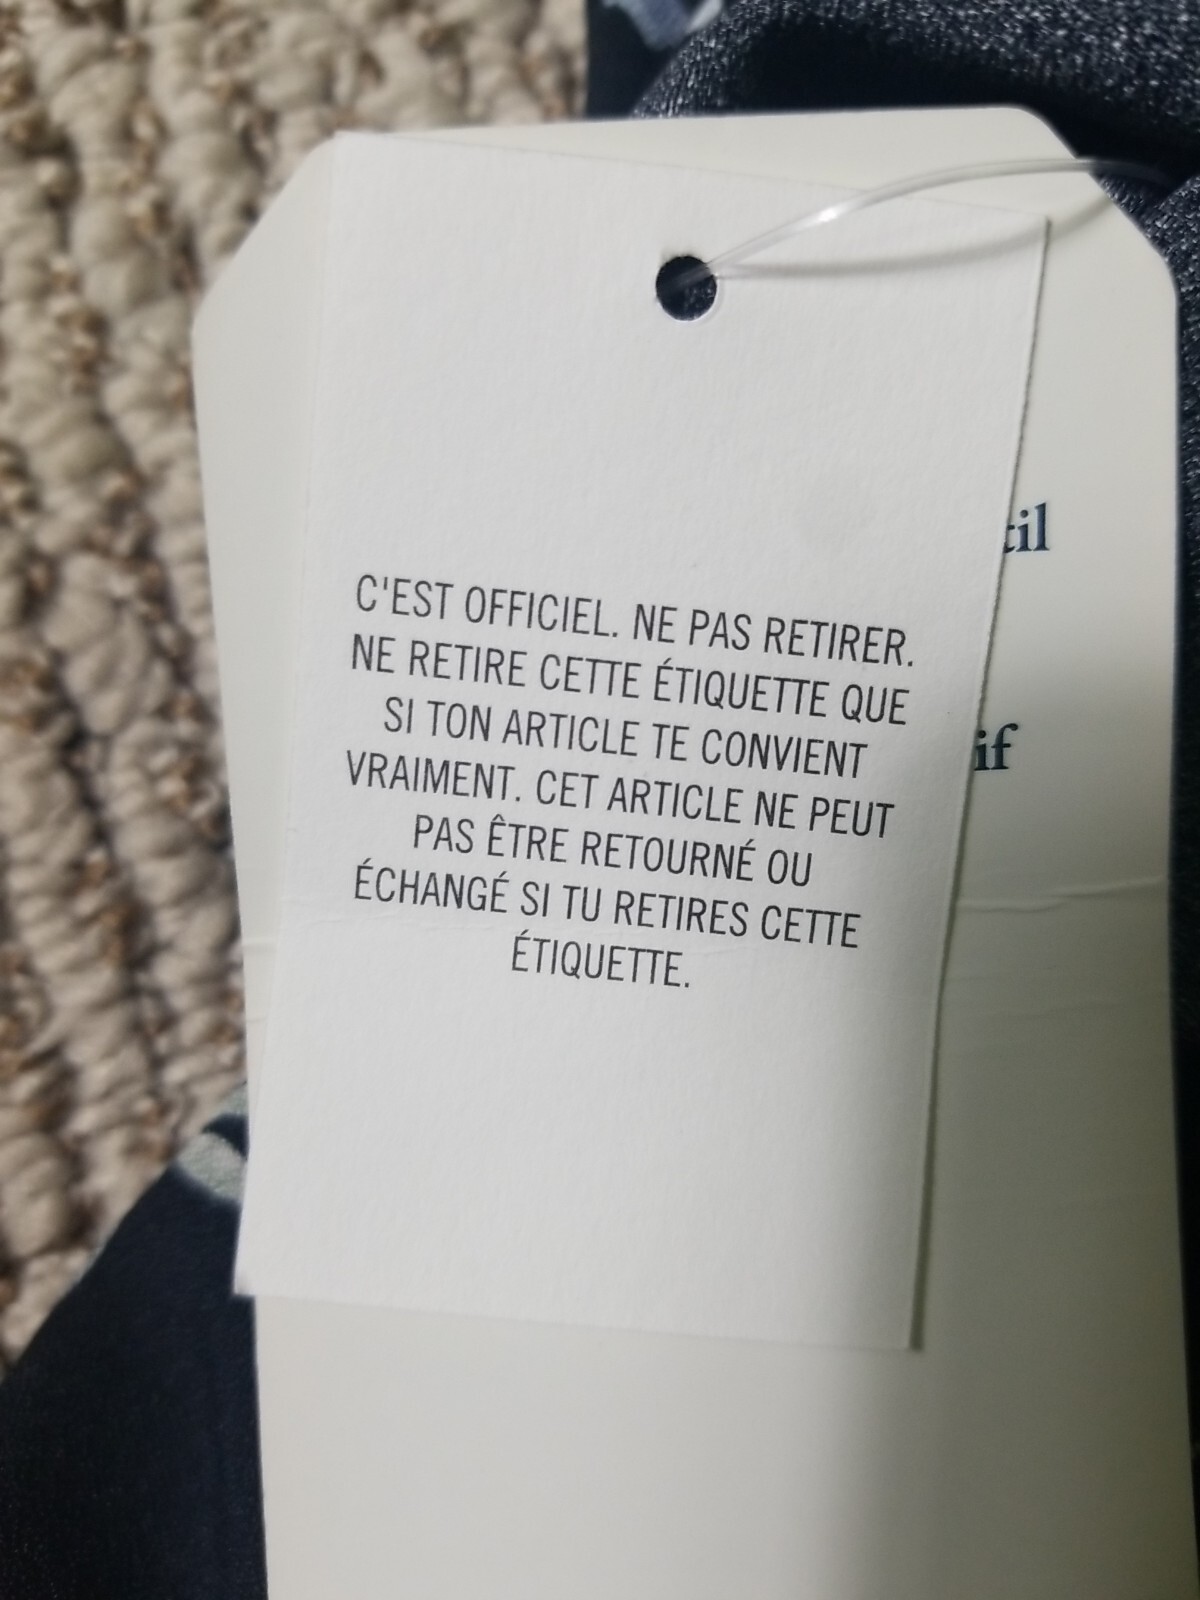 C'EST OFFICIEL. NE PAS RETIRER.
NE RETIRE CETTE ÉTIQUETTE QUE
SI TON ARTICLE TE CONVIENT
VRAIMENT. CET ARTICLE NE PEUT
PAS ÊTRE RETOURNÉ OU
ÉCHANGÉ SI TU RETIRES CETTE
ÉTIQUETTE.